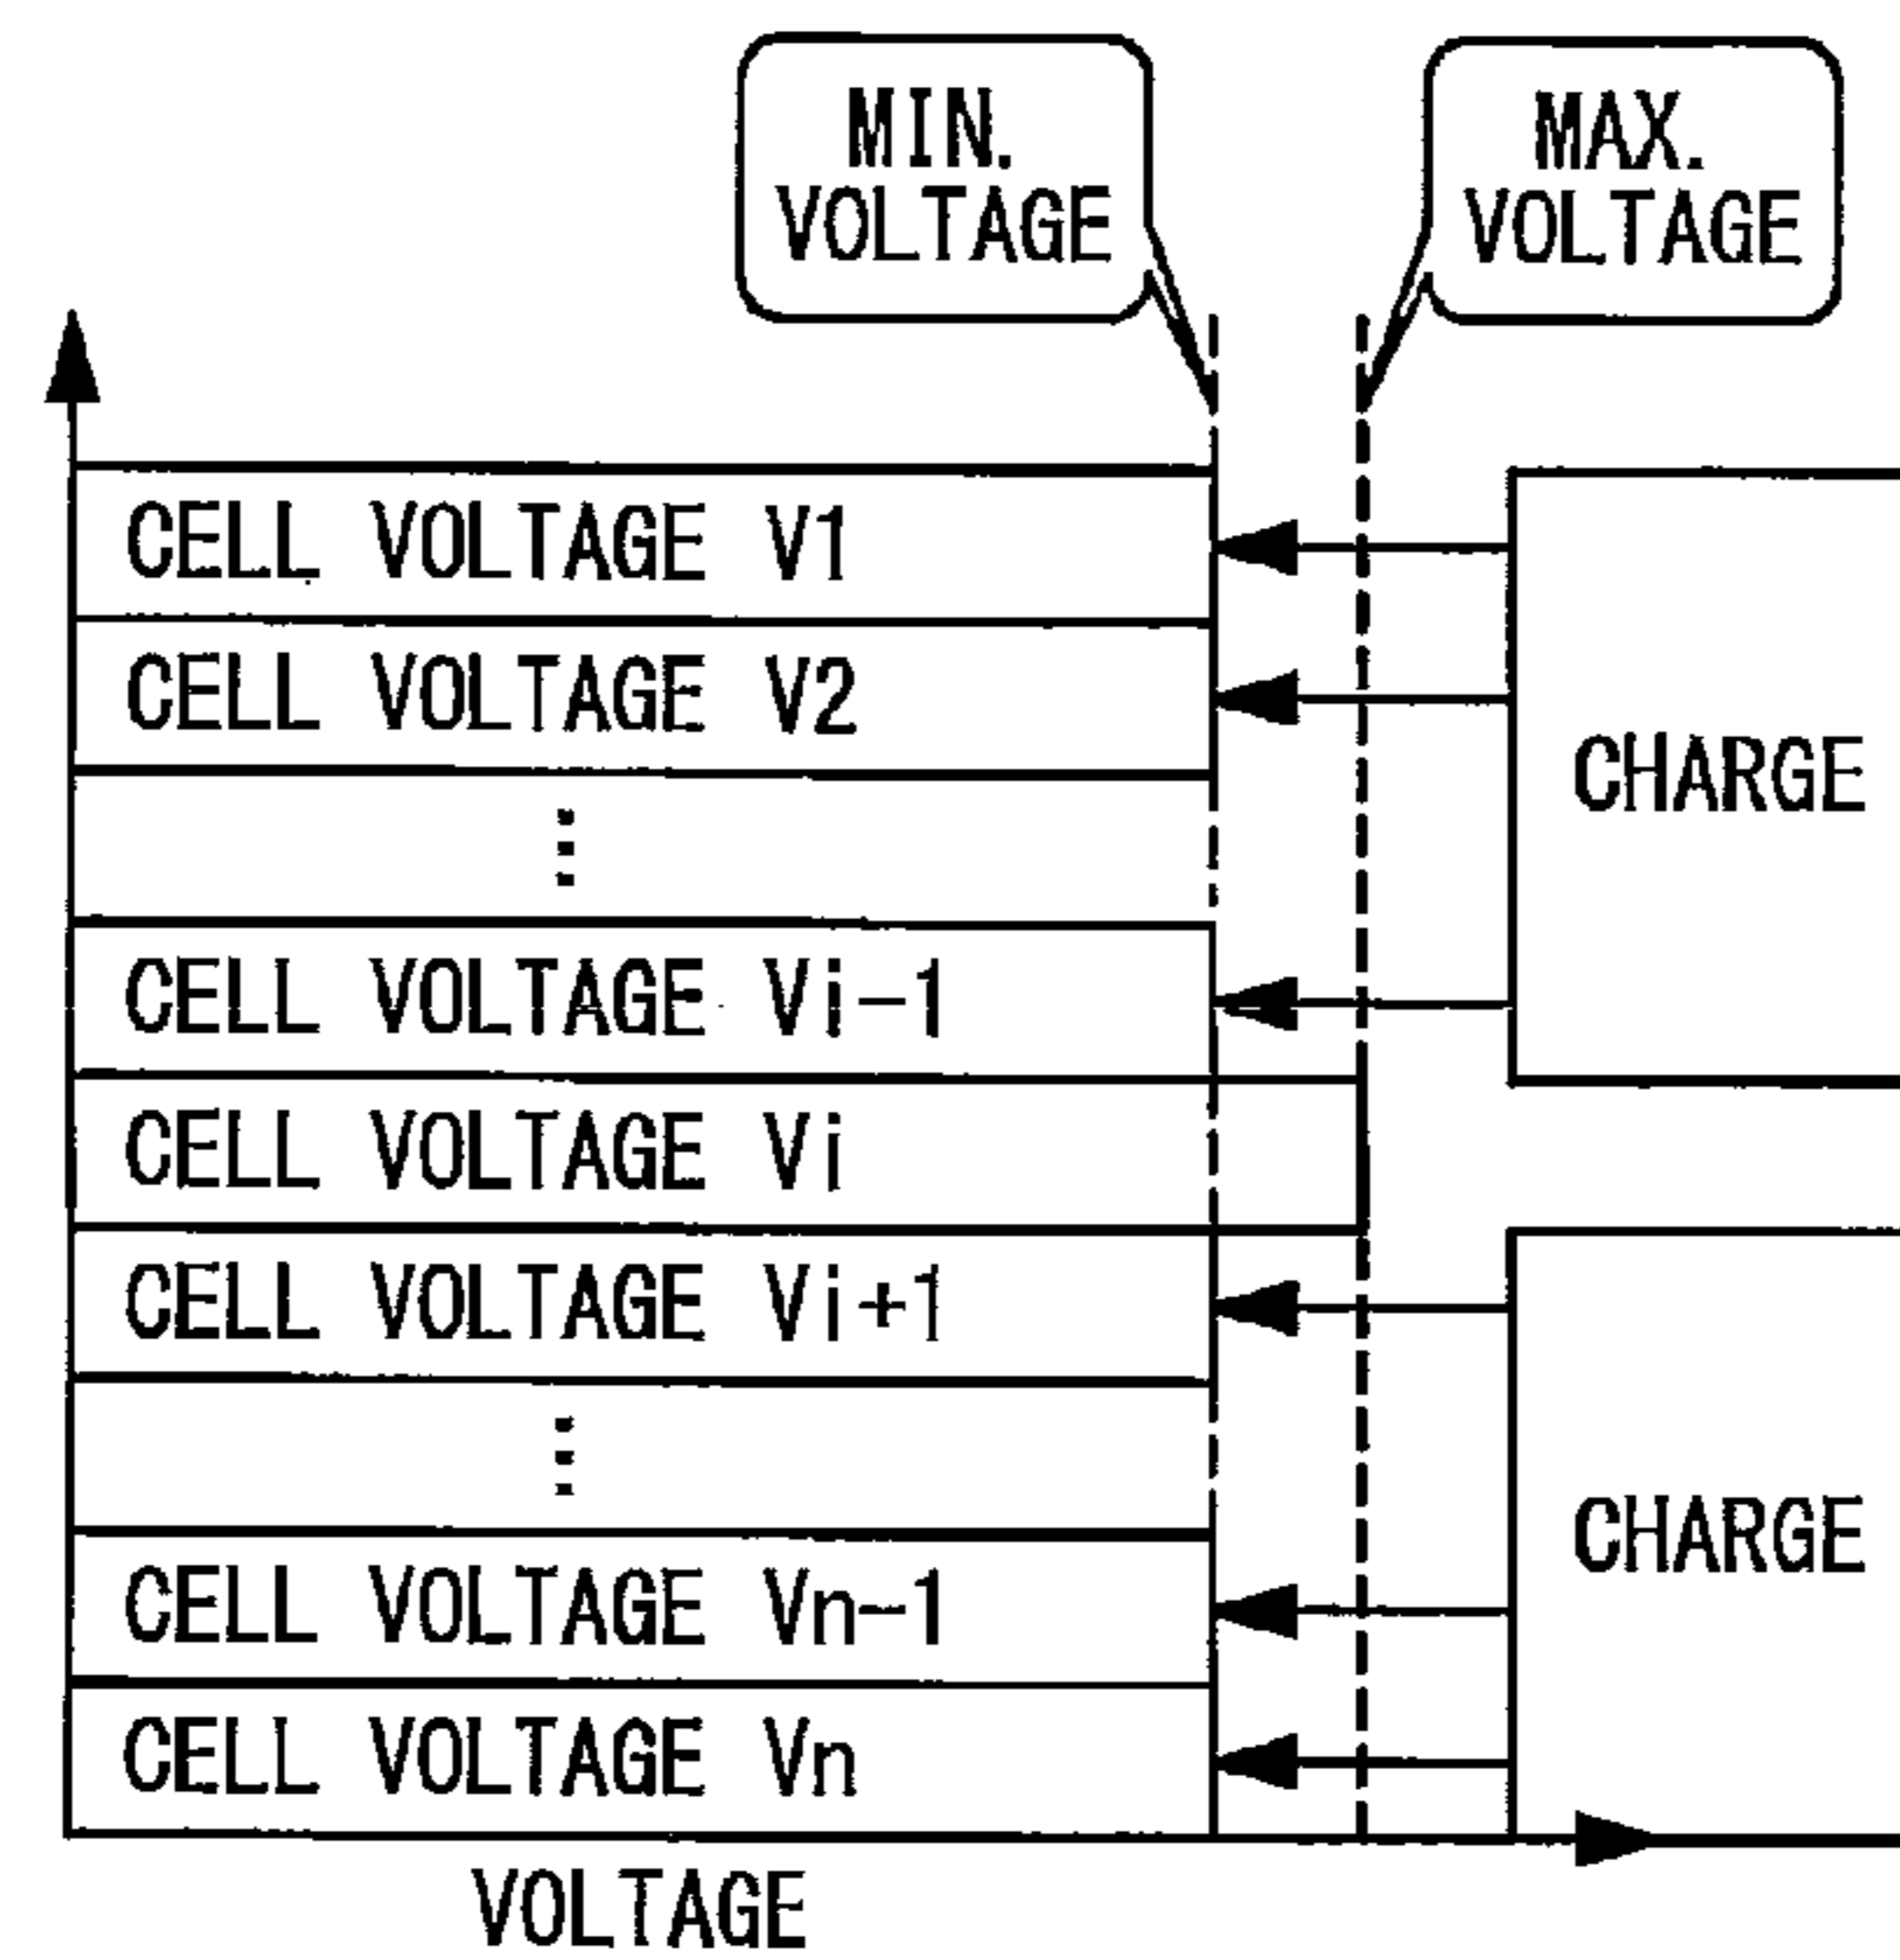 MIN.
VOLTAGE
MAX.
VOLTAGE
CELL VOLTAGE V1
CELL VOLTAGE V2
CHARGE
CELL VOLTAGE Vi-1
CELL VOLTAGE Vi
CELL VOLTAGE Vi+1
CHARGE
CELL VOLTAGE Vn-1
CELL VOLTAGE Vn
VOLTAGE